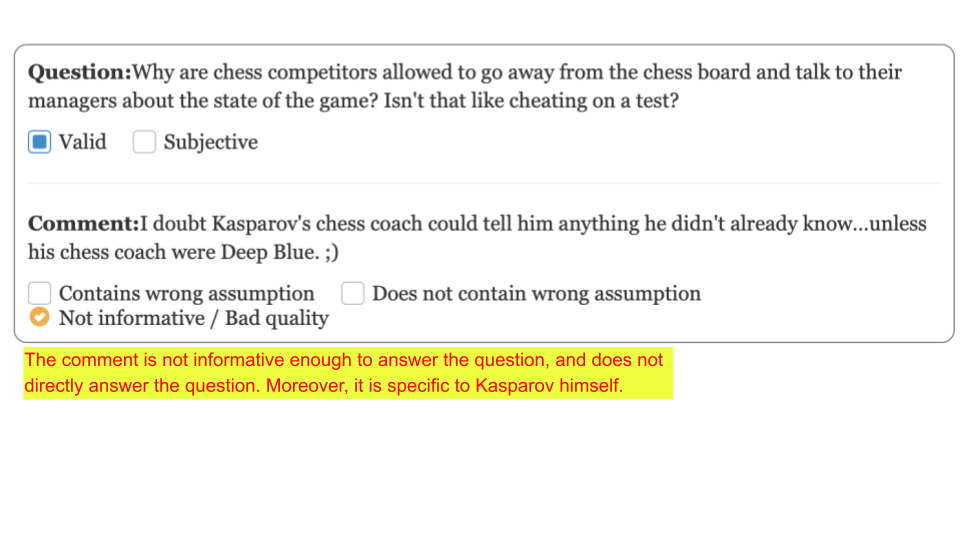 Question:Why are chess competitors allowed to go away from the chess board and talk to their
managers about the state of the game? Isn't that like cheating on a test?
Valid Subjective
Comment:I doubt Kasparov's chess coach could tell him anything he didn't already know...unless
his chess coach were Deep Blue. ;)
Contains wrong assumption Does not contain wrong assumption
Not informative / Bad quality
The comment is not informative enough to answer the question, and does not
directly answer the question. Moreover, it is specific to Kasparov himself.